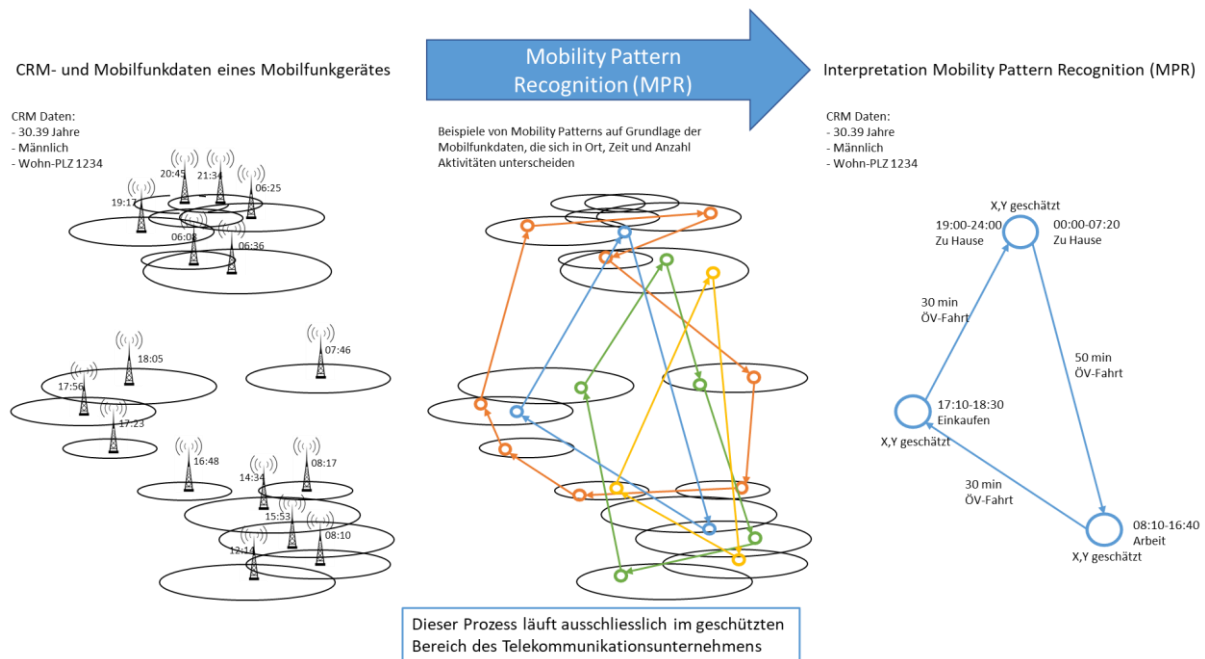 CRM- und Mobilfunkdaten eines Mobilfunkgerätes
CRM Daten:
- 30.39 Jahre
- Männlich
- Wohn-PLZ 1234
20:45
21:34
06:25
19:17
06:08
06:36
07:46
18:05
17:56
17:23
16:48
14:34
08:17
15:53
08:10
12:14
Mobility Pattern
Recognition (MPR)
Beispiele von Mobility Patterns auf Grundlage der
Mobilfunkdaten, die sich in Ort, Zeit und Anzahl
Aktivitäten unterscheiden
Interpretation Mobility Pattern Recognition (MPR)
CRM Daten:
- 30.39 Jahre
- Männlich
- Wohn-PLZ 1234
X,Y geschätzt
19:00-24:00
Zu Hause
00:00-07:20
Zu Hause
30 min
ÖV-Fahrt
50 min
ÖV-Fahrt
17:10-18:30
Einkaufen
X,Y geschätzt
30 min
ÖV-Fahrt
08:10-16:40
Arbeit
X,Y geschätzt
Dieser Prozess läuft ausschliesslich im geschützten
Bereich des Telekommunikationsunternehmens